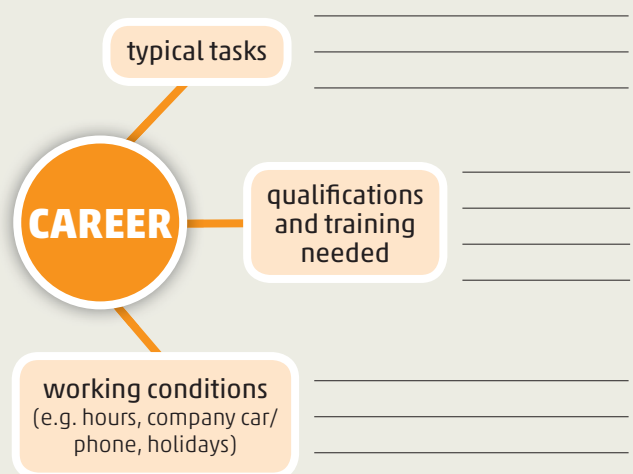 typical tasks
CAREER
qualifications
and training
needed
working conditions
(e.g. hours, company car/
phone, holidays)